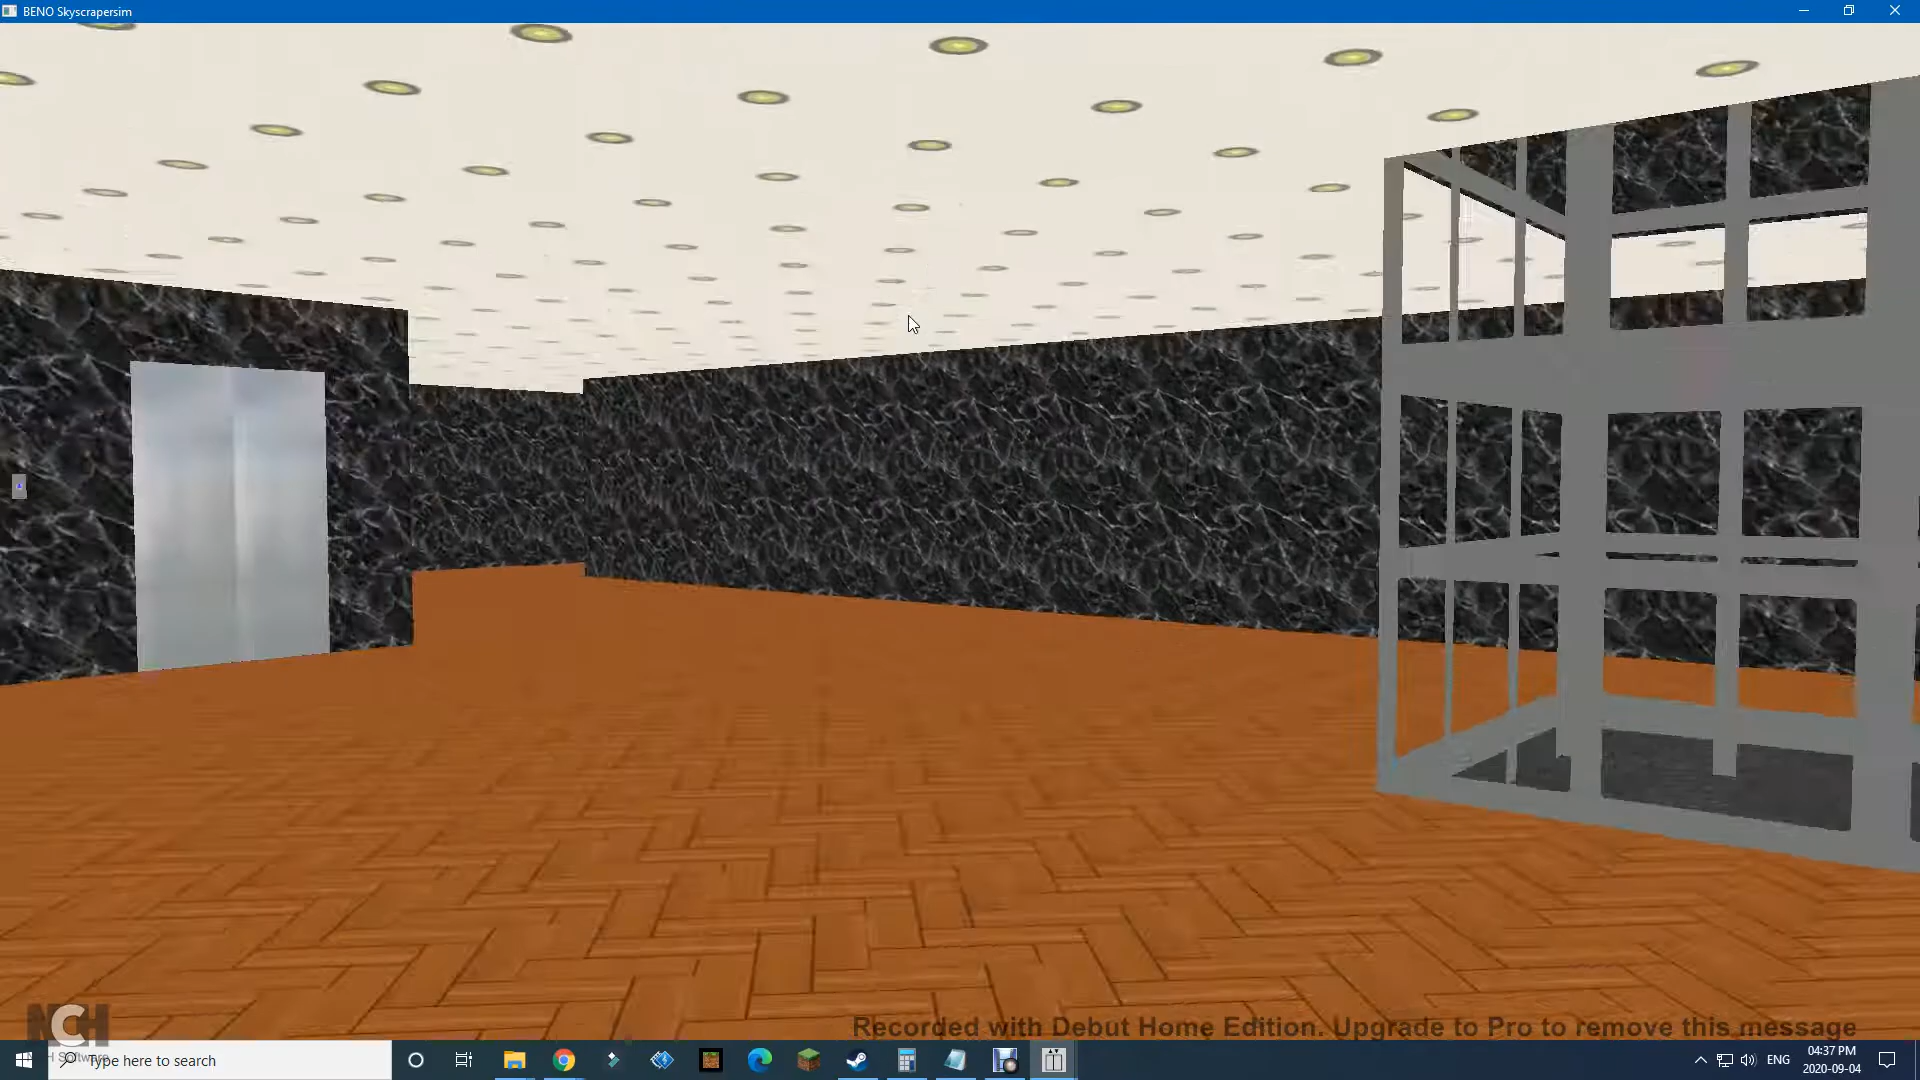 BENO Skyscrapersim
NCH
Recorded with Debut Home Edition. Upgrade to Pro to remove this message
Type here to search
ENG
04:37 PM
2020-09-04